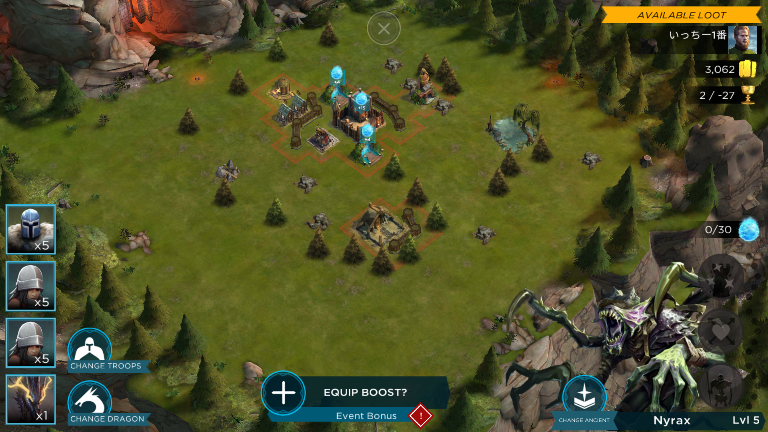 AVAILABLE LOOT
いっちー1番
3,062
2 / -27
x5
0/30
x5
x5
CHANGE TROOPS
x1
CHANGE DRAGON
EQUIP BOOST?
Event Bonus
!
CHANGE ANCIENT
Nyrax Lvl 5